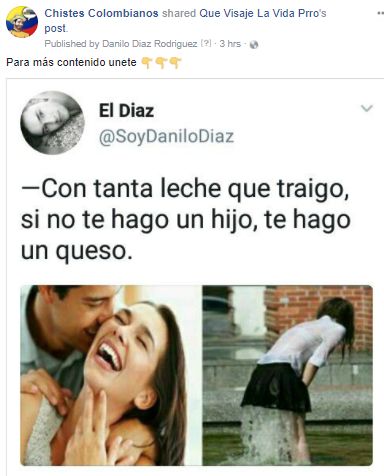 Chistes Colombianos shared Que Visaje La Vida Prro's
post.
Published by Danilo Diaz Rodriguez [?] · 3 hrs ·
Para más contenido unete 👇👇👇
El Diaz
@SoyDaniloDiaz
—Con tanta leche que traigo,
si no te hago un hijo, te hago
un queso.